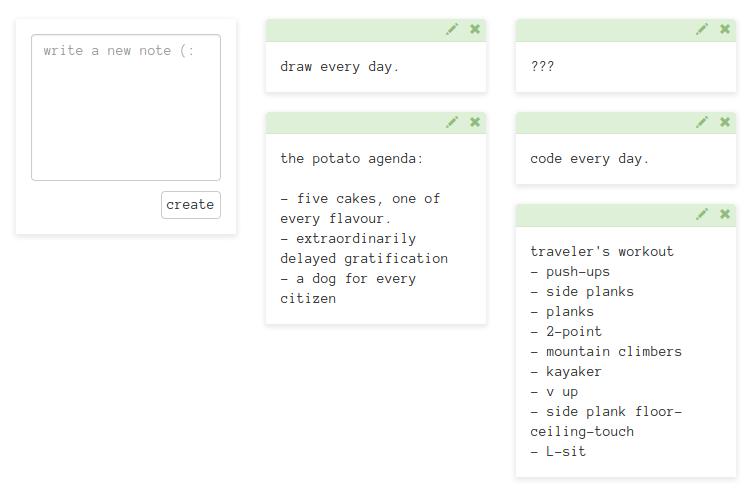 write a new note (:
create
draw every day.
the potato agenda:
- five cakes, one of
every flavour.
- extraordinarily
delayed gratification
- a dog for every
citizen
???
code every day.
traveler's workout
- push-ups
- side planks
- planks
- 2-point
- mountain climbers
- kayaker
- v up
- side plank floor-
ceiling-touch
- L-sit